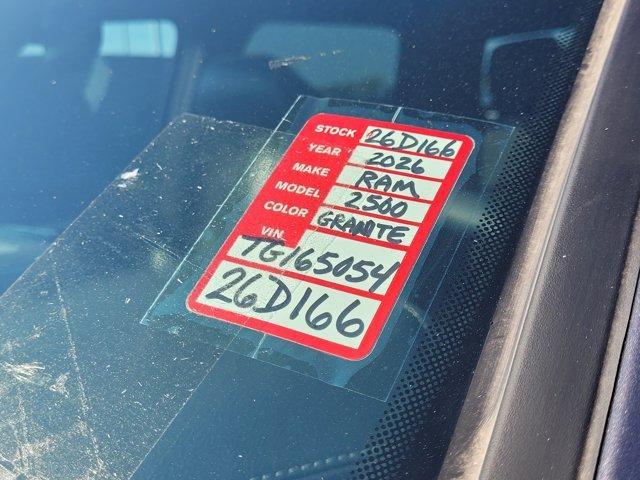 STOCK 26D166
YEAR 2026
MAKE RAM
MODEL 2500
COLOR GRANITE
VIN
TG165054
26D166